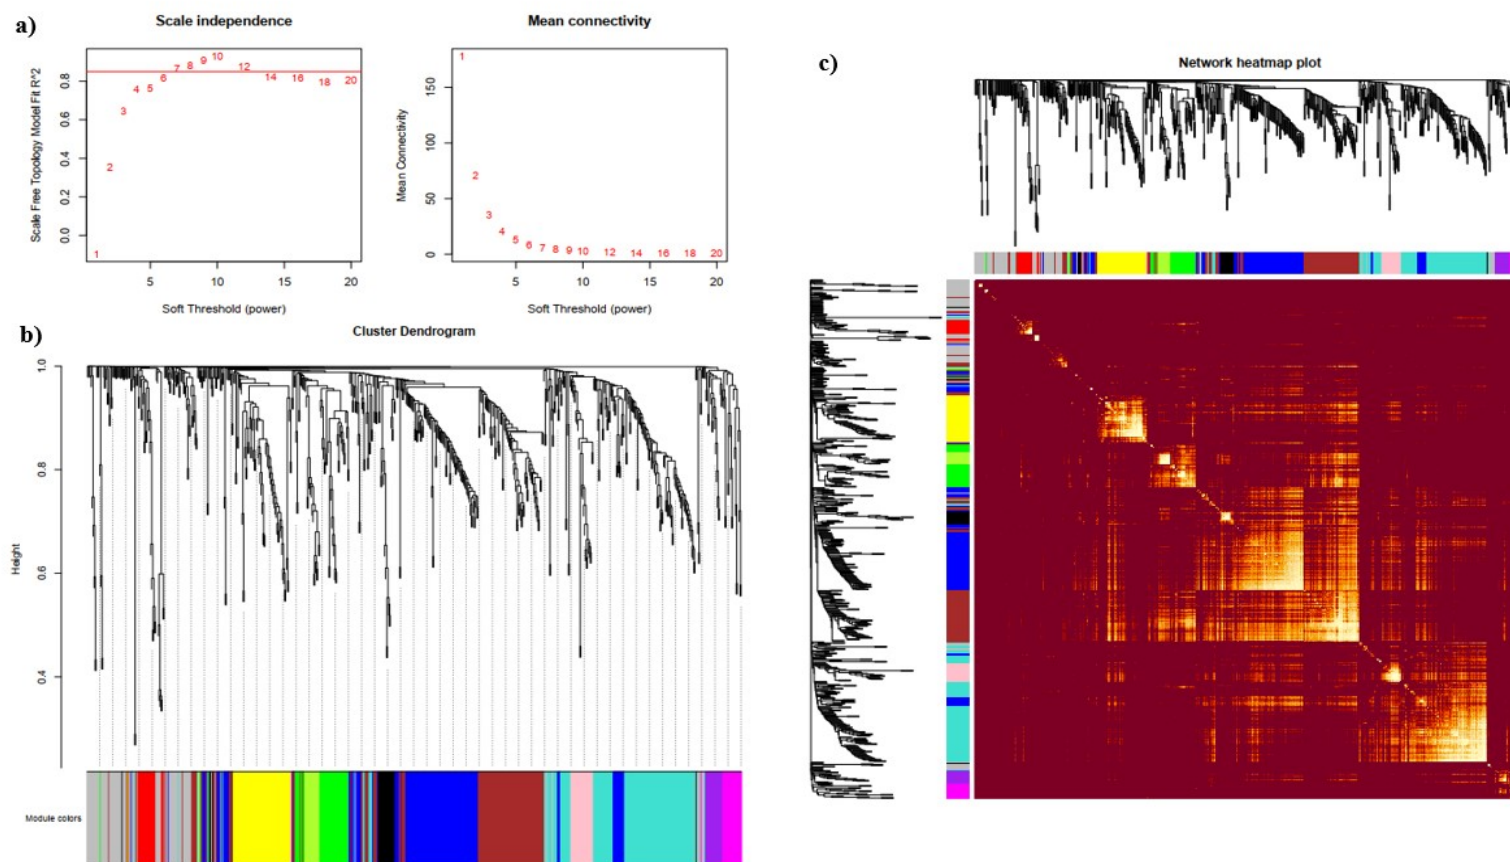 a)
Scale independence
Scale Free Topology Model Fit R^2
0.0 0.2 0.4 0.6 0.8
1 2 3 4 5 6 7 8 9 10 12 14 16 18 20
5 10 15 20
Soft Threshold (power)
Mean connectivity
Mean Connectivity
0 50 100 150
1 2 3 4 5 6 7 8 9 10 12 14 16 18 20
5 10 15 20
Soft Threshold (power)
b)
Cluster Dendrogram
Height
1.0
0.8
0.6
0.4
Module colors
c)
Network heatmap plot